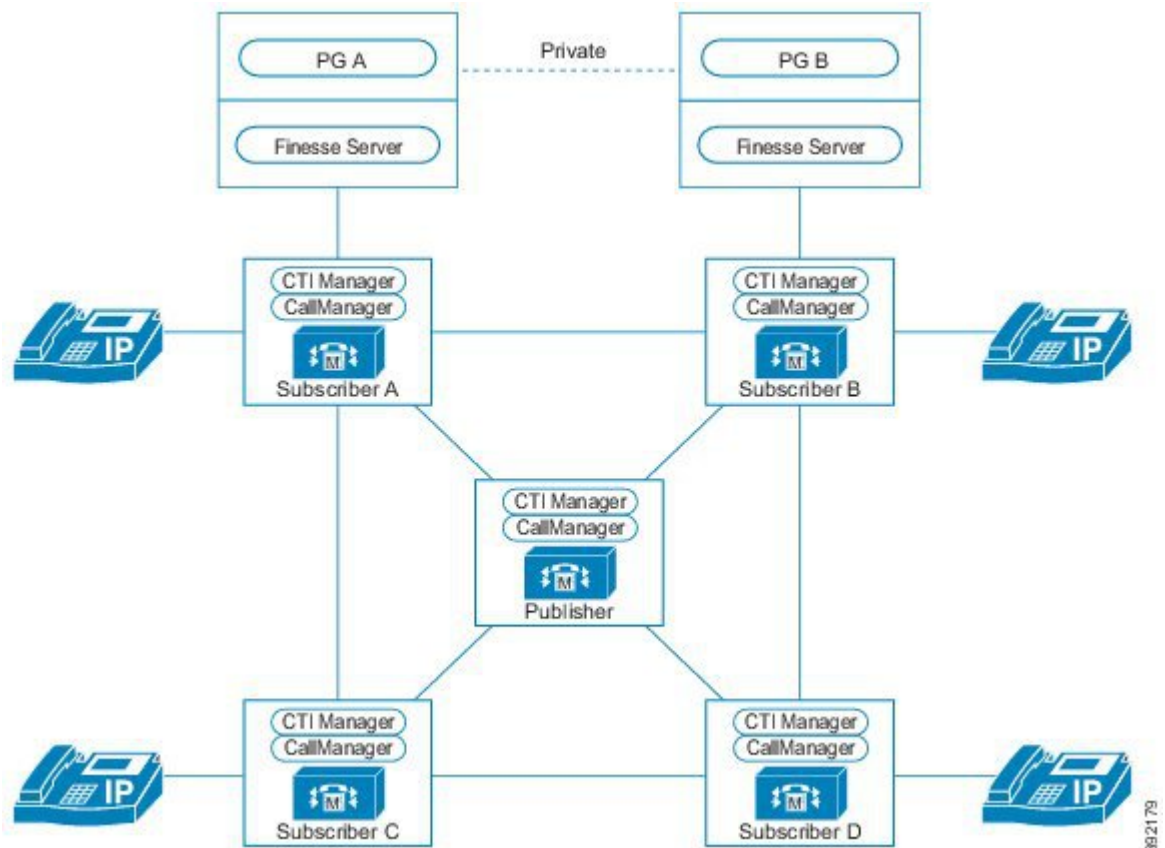 PG A
Private
PG B
Finesse Server
Finesse Server
CTI Manager
CallManager
M
Subscriber A
IP
CTI Manager
CallManager
M
Subscriber B
IP
CTI Manager
CallManager
M
Publisher
CTI Manager
CallManager
M
Subscriber C
IP
CTI Manager
CallManager
M
Subscriber D
IP
392179